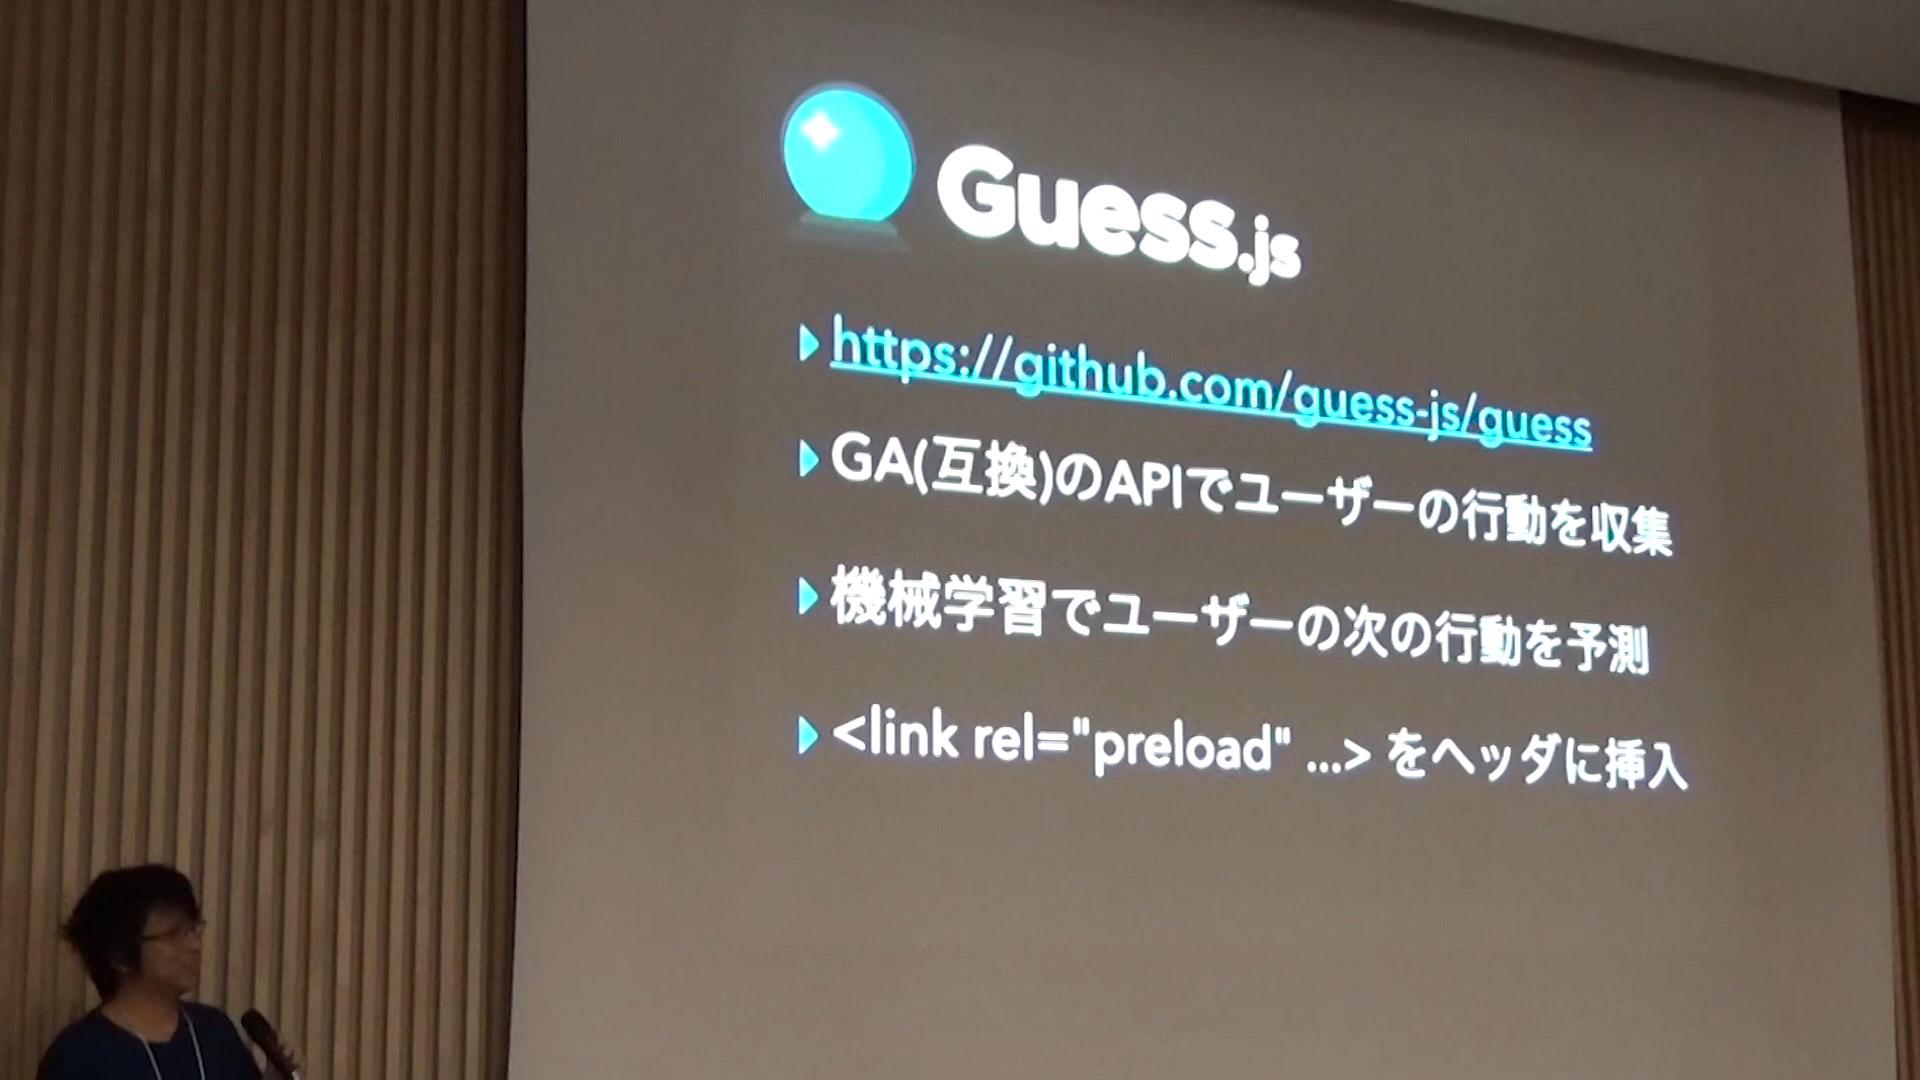 Guess.js
https://github.com/guess-js/guess
GA(互換)のAPIでユーザーの行動を収集
機械学習でユーザーの次の行動を予測
<link rel="preload" ...> をヘッダに挿入